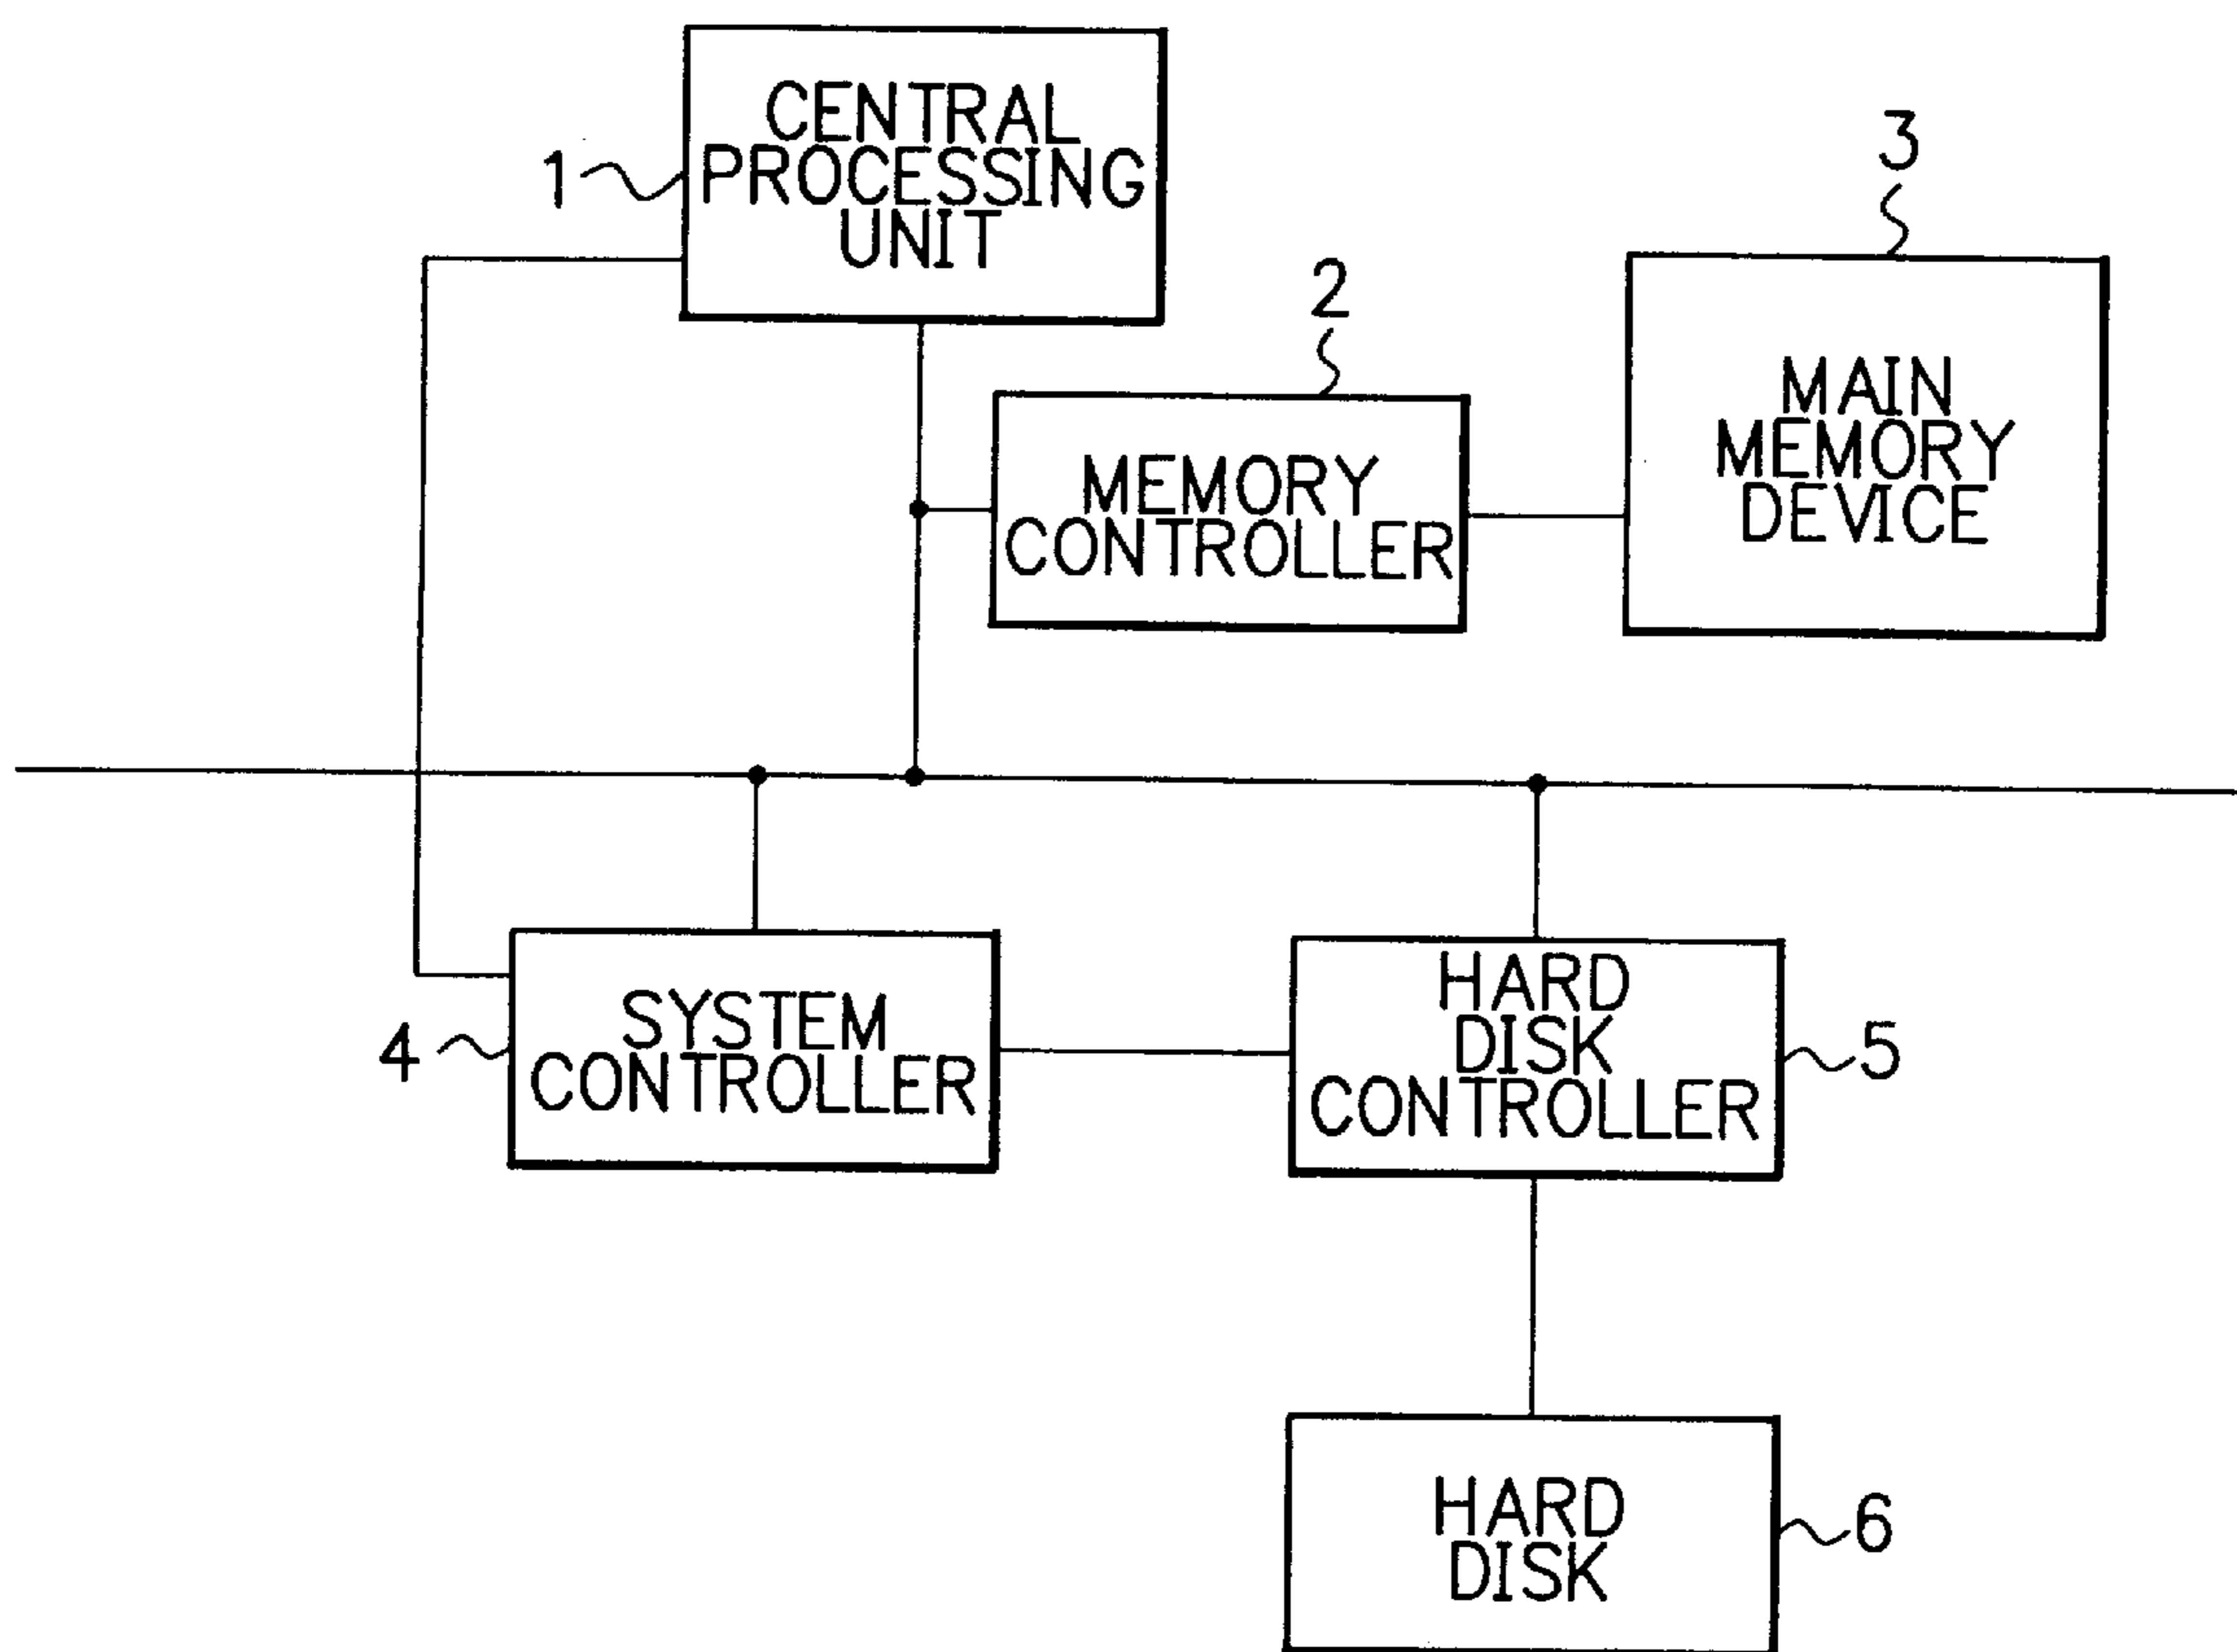 CENTRAL
PROCESSING
UNIT
1
3
2
MAIN
MEMORY
DEVICE
MEMORY
CONTROLLER
SYSTEM
CONTROLLER
4
HARD
DISK
CONTROLLER
5
HARD
DISK
6